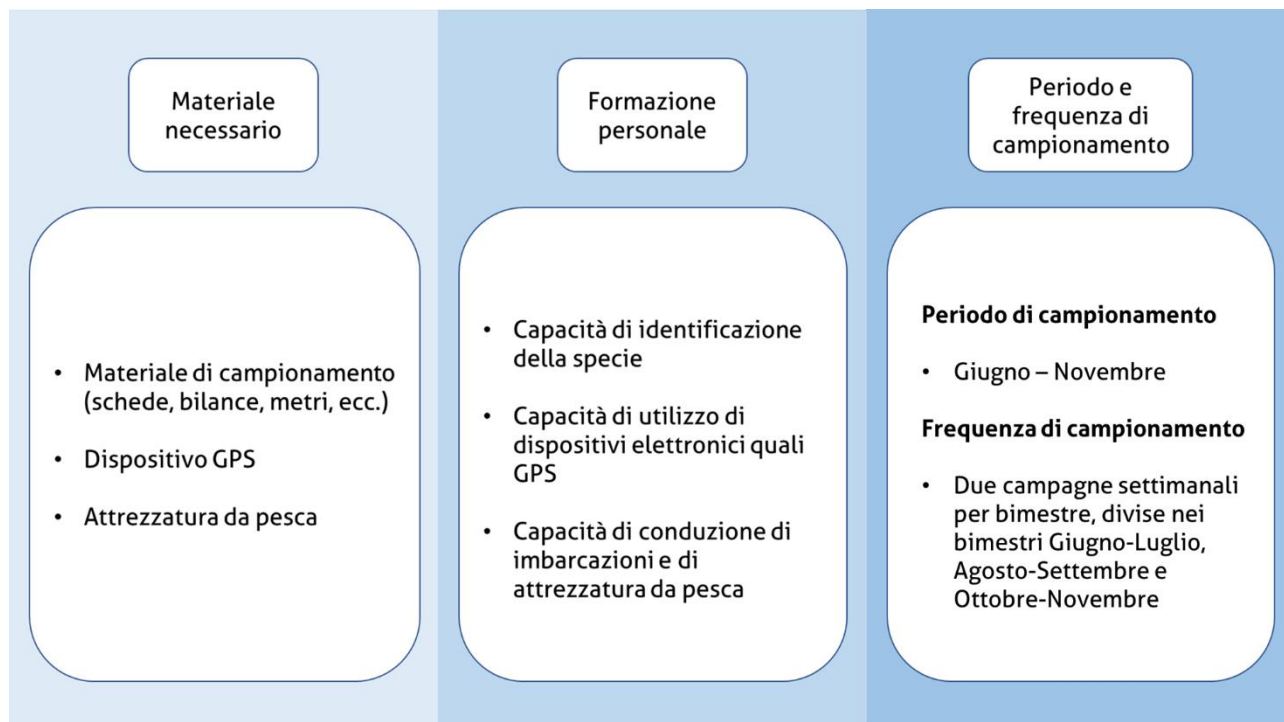 Materiale
necessario
Formazione
personale
Periodo e
frequenza di
campionamento
• Materiale di campionamento
(schede, bilance, metri, ecc.)
• Dispositivo GPS
• Attrezzatura da pesca
• Capacità di identificazione
della specie
• Capacità di utilizzo di
dispositivi elettronici quali
GPS
• Capacità di conduzione di
imbarcazioni e di
attrezzatura da pesca
Periodo di campionamento
• Giugno – Novembre
Frequenza di campionamento
• Due campagne settimanali
per bimestre, divise nei
bimestri Giugno-Luglio,
Agosto-Settembre e
Ottobre-Novembre